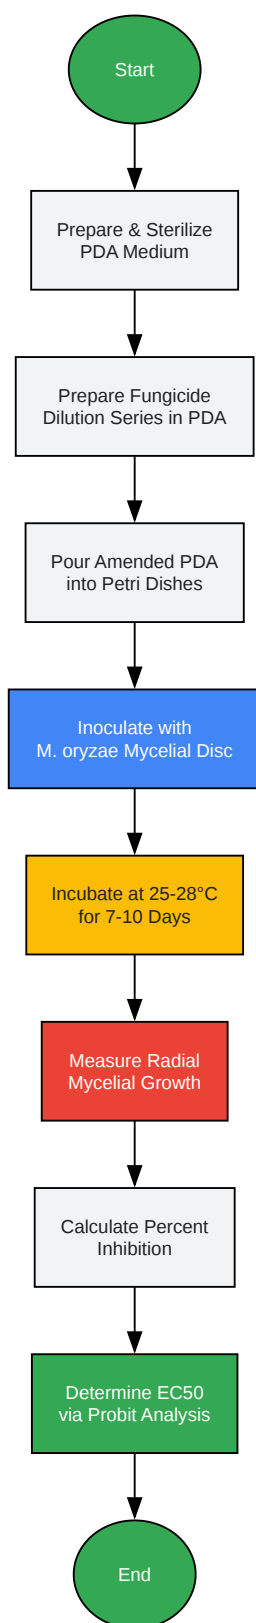 Start
Prepare & Sterilize
PDA Medium
Prepare Fungicide
Dilution Series in PDA
Pour Amended PDA
into Petri Dishes
Inoculate with
M. oryzae Mycelial Disc
Incubate at 25-28°C
for 7-10 Days
Measure Radial
Mycelial Growth
Calculate Percent
Inhibition
Determine EC50
via Probit Analysis
End